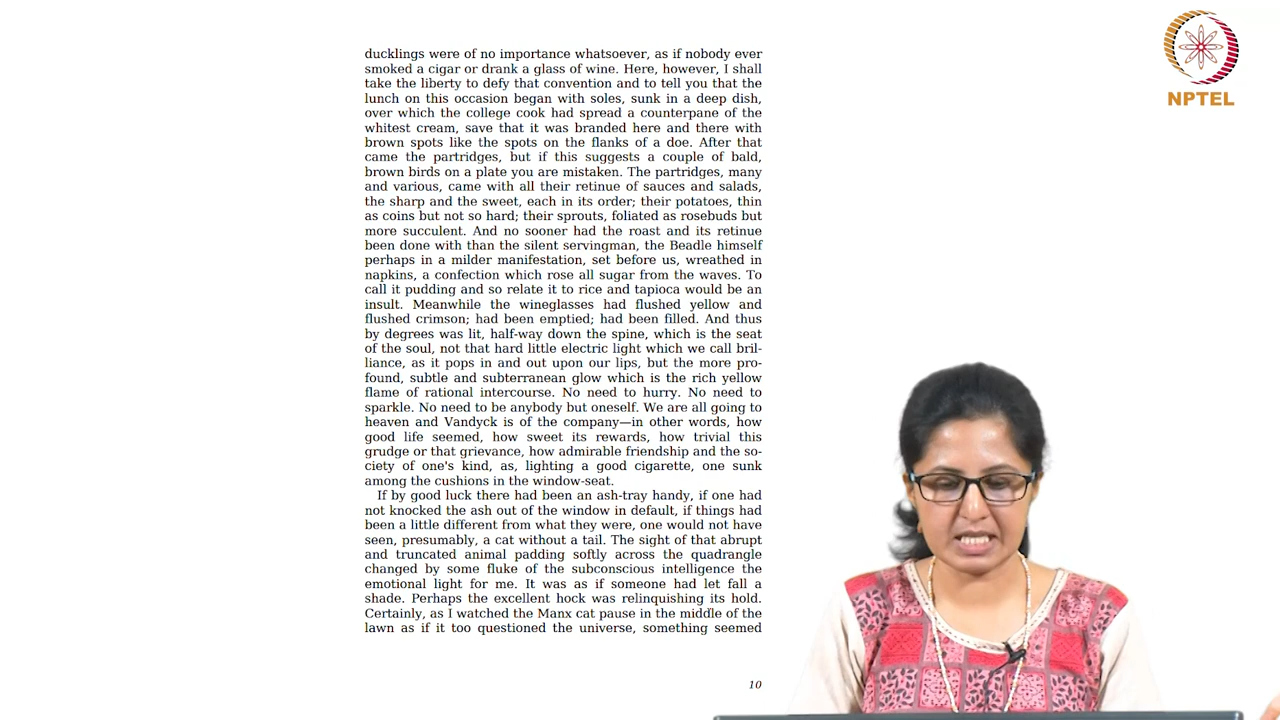 ducklings were of no importance whatsoever, as if nobody ever
smoked a cigar or drank a glass of wine. Here, however, I shall
take the liberty to defy that convention and to tell you that the
lunch on this occasion began with soles, sunk in a deep dish,
over which the college cook had spread a counterpane of the
whitest cream, save that it was branded here and there with
brown spots like the spots on the flanks of a doe. After that
came the partridges, but if this suggests a couple of bald,
brown birds on a plate you are mistaken. The partridges, many
and various, came with all their retinue of sauces and salads,
the sharp and the sweet, each in its order; their potatoes, thin
as coins but not so hard; their sprouts, foliated as rosebuds but
more succulent. And no sooner had the roast and its retinue
been done with than the silent servingman, the Beadle himself
perhaps in a milder manifestation, set before us, wreathed in
napkins, a confection which rose all sugar from the waves. To
call it pudding and so relate it to rice and tapioca would be an
insult. Meanwhile the wineglasses had flushed yellow and
flushed crimson; had been emptied; had been filled. And thus
by degrees was lit, half-way down the spine, which is the seat
of the soul, not that hard little electric light which we call bril-
liance, as it pops in and out upon our lips, but the more pro-
found, subtle and subterranean glow which is the rich yellow
flame of rational intercourse. No need to hurry. No need to
sparkle. No need to be anybody but oneself. We are all going to
heaven and Vandyck is of the company—in other words, how
good life seemed, how sweet its rewards, how trivial this
grudge or that grievance, how admirable friendship and the so-
ciety of one's kind, as, lighting a good cigarette, one sunk
among the cushions in the window-seat.
If by good luck there had been an ash-tray handy, if one had
not knocked the ash out of the window in default, if things had
been a little different from what they were, one would not have
seen, presumably, a cat without a tail. The sight of that abrupt
and truncated animal padding softly across the quadrangle
changed by some fluke of the subconscious intelligence the
emotional light for me. It was as if someone had let fall a
shade. Perhaps the excellent hock was relinquishing its hold.
Certainly, as I watched the Manx cat pause in the middle of the
lawn as if it too questioned the universe, something seemed
10
NPTEL